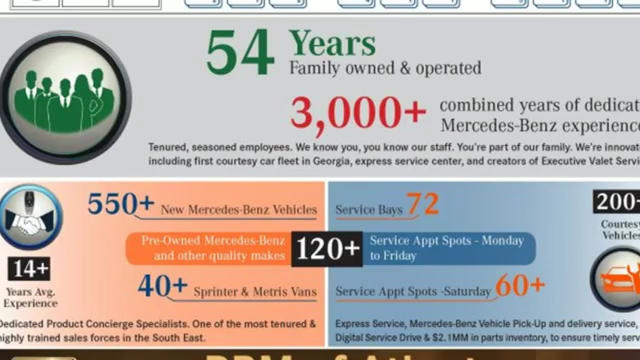 54 Years
Family owned & operated
3,000+ combined years of
Mercedes-Benz experience
Tenured, seasoned employees. We know you, you know our staff. You're part of our family. We're
including first courtesy car fleet in Georgia, express service center, and creators of Executive Valet
550+ New Mercedes-Benz Vehicles
Pre-Owned Mercedes-Benz
and other quality makes
120+
40+ Sprinter & Metris Vans
14+
Years Avg.
Experience
Dedicated Product Concierge Specialists. One of the most tenured &
highly trained sales forces in the South East.
Service Bays 72
Service Appt Spots - Monday
to Friday
Service Appt Spots -Saturday 60+
200+
Courtesy
Vehicles
Express Service, Mercedes-Benz Vehicle Pick-Up and delivery service,
Digital Service Drive & $2.1MM in parts inventory, to ensure timely